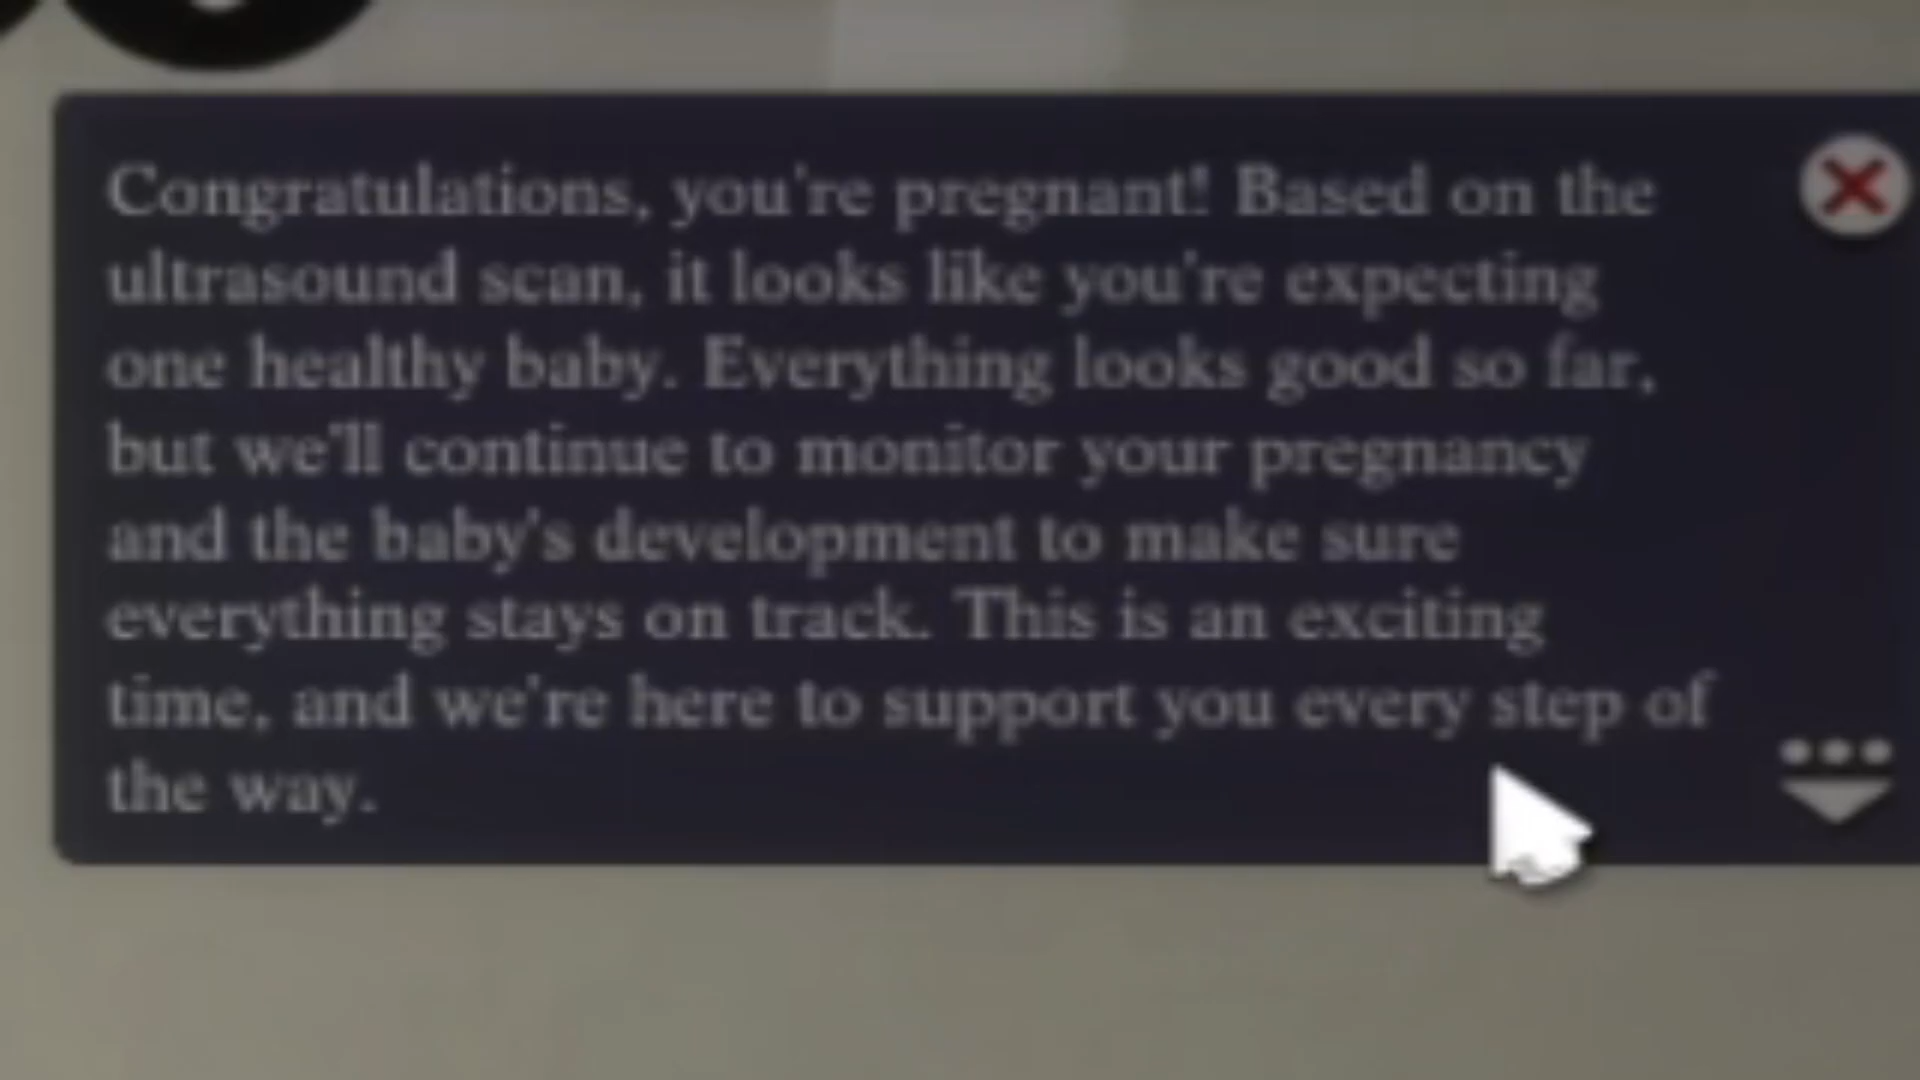 Congratulations, you're pregnant! Based on the
ultrasound scan, it looks like you're expecting
one healthy baby. Everything looks good so far,
but we'll continue to monitor your pregnancy
and the baby's development to make sure
everything stays on track. This is an exciting
time, and we're here to support you every step of
the way.